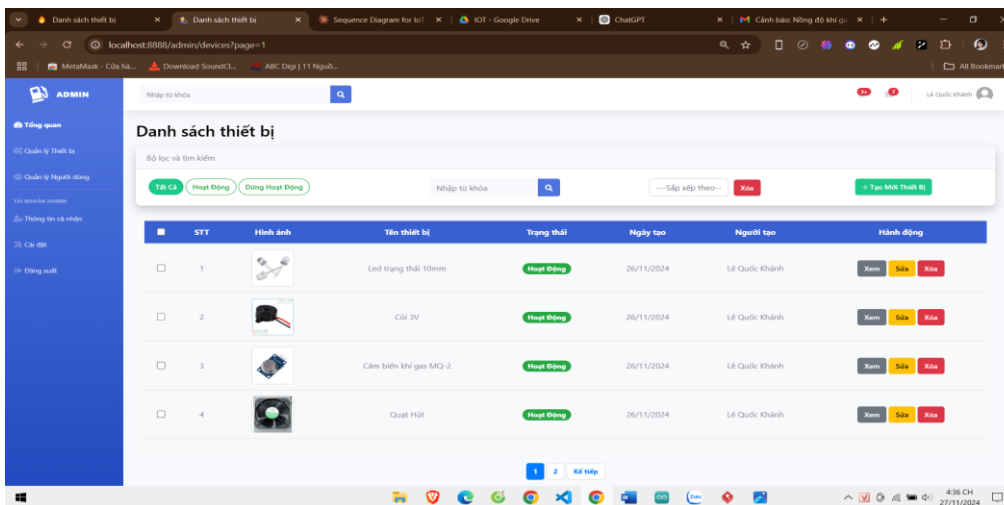 Danh sách thiết bị
Danh sách thiết bị
Sequence Diagram for IoT
IOT - Google Drive
ChatGPT
Cảnh báo: Nồng độ khí ga
localhost:8888/admin/devices?page=1
MetaMask - Cửa hà...
Download SoundCl...
ABC Digi | 11 Nguồ...
All Bookmar
ADMIN
Nhập từ khóa
Lê Quốc Khánh
Tổng quan
Quản lý Thiết bị
Quản lý Người dùng
TÀI KHOẢN ADMIN
Thông tin cá nhân
Cài đặt
Đăng xuất
Danh sách thiết bị
Bộ lọc và tìm kiếm
Tất Cả Hoạt Động Dừng Hoạt Động Nhập từ khóa ---Sắp xếp theo-- Xóa + Tạo Mới Thiết Bị
STT Hình ảnh Tên thiết bị Trạng thái Ngày tạo Người tạo Hành động
1 Led trạng thái 10mm Hoạt Động 26/11/2024 Lê Quốc Khánh Xem Sửa Xóa
2 Còi 3V Hoạt Động 26/11/2024 Lê Quốc Khánh Xem Sửa Xóa
3 Cảm biến khí gas MQ-2 Hoạt Động 26/11/2024 Lê Quốc Khánh Xem Sửa Xóa
4 Quạt Hút Hoạt Động 26/11/2024 Lê Quốc Khánh Xem Sửa Xóa
1 2 Kế tiếp
4:36 CH
27/11/2024